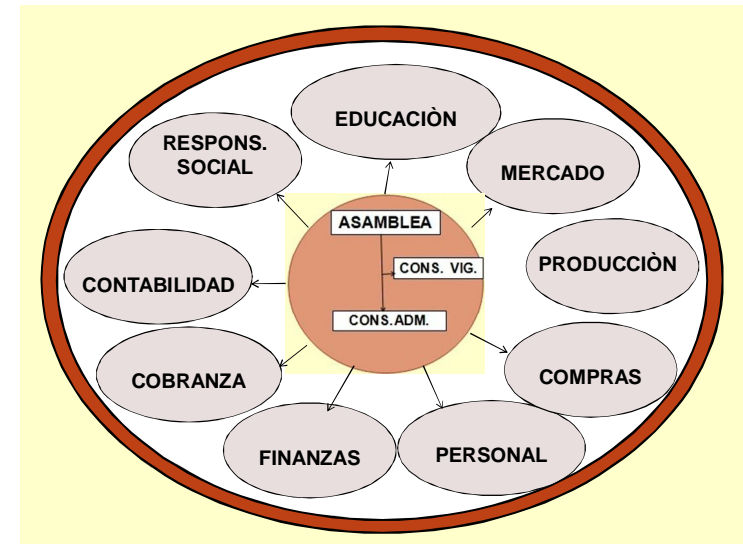 EDUCACIÒN
RESPONS.
SOCIAL
MERCADO
ASAMBLEA
CONS. VIG.
PRODUCCIÒN
CONTABILIDAD
CONS.ADM.
COBRANZA
COMPRAS
FINANZAS
PERSONAL